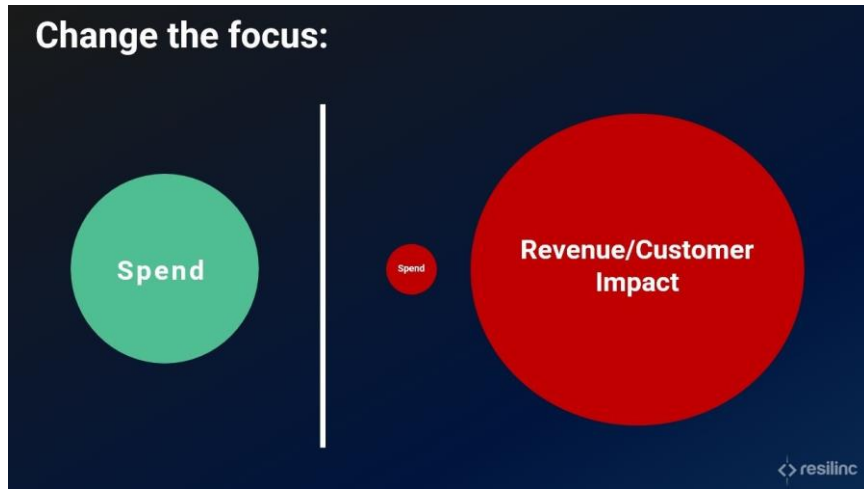 Change the focus:
Spend
Spend
Revenue/Customer
Impact
resilinc